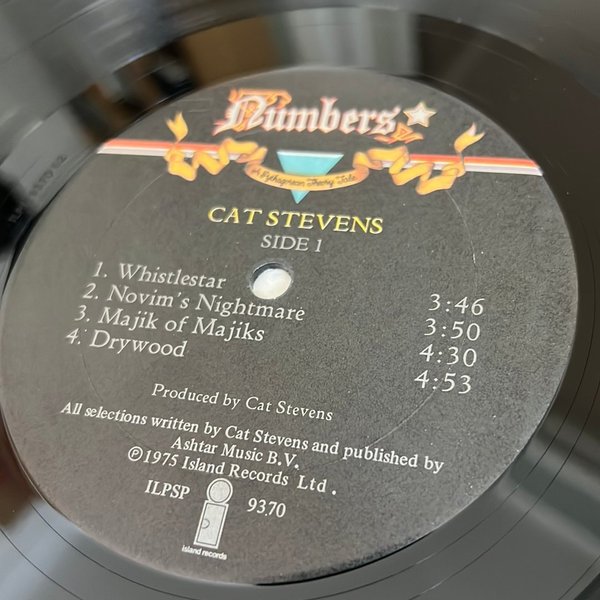 Numbers
A Pythagorean Theory Tale
CAT STEVENS
SIDE 1
1. Whistlestar 3:46
2. Novim's Nightmare 3:50
3. Majik of Majiks 4:30
4. Drywood 4:53
Produced by Cat Stevens
All selections written by Cat Stevens and published by
Ashtar Music B.V.
℗1975 Island Records Ltd.
ILPSP i 9370
island records